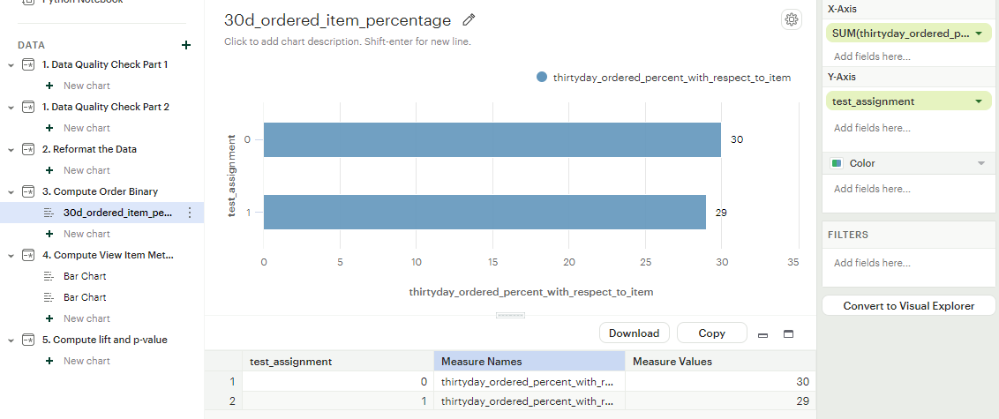 Python Notebook
DATA
1. Data Quality Check Part 1
New chart
1. Data Quality Check Part 2
New chart
2. Reformat the Data
New chart
3. Compute Order Binary
30d_ordered_item_pe...
New chart
4. Compute View Item Met...
Bar Chart
Bar Chart
New chart
5. Compute lift and p-value
New chart
30d_ordered_item_percentage
Click to add chart description. Shift-enter for new line.
thirtyday_ordered_percent_with_respect_to_item
test_assignment
0
30
1
29
0 5 10 15 20 25 30 35
thirtyday_ordered_percent_with_respect_to_item
Download Copy
test_assignment Measure Names Measure Values
1 0 thirtyday_ordered_percent_with_r... 30
2 1 thirtyday_ordered_percent_with_r... 29
X-Axis
SUM(thirtyday_ordered_p...
Add fields here...
Y-Axis
test_assignment
Add fields here...
Color
Add fields here...
FILTERS
Add fields here...
Convert to Visual Explorer